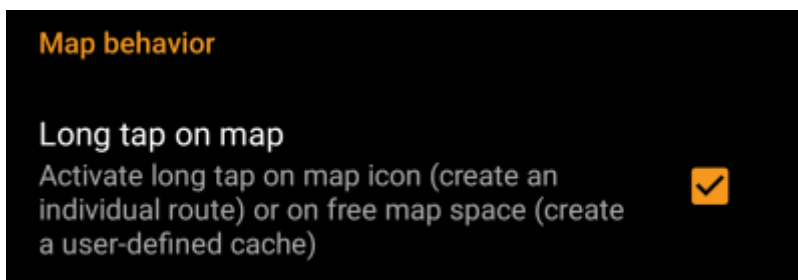 Map behavior
Long tap on map
Activate long tap on map icon (create an
individual route) or on free map space (create
a user-defined cache)